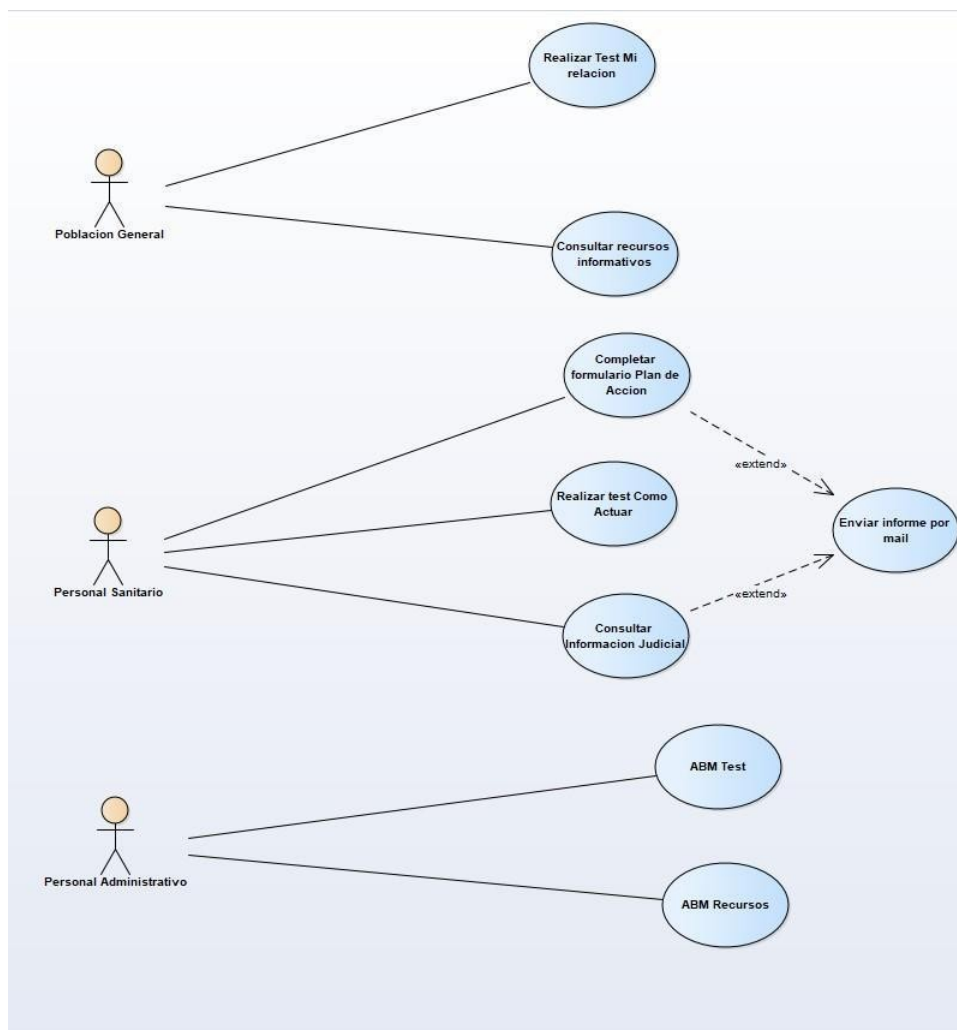 Realizar Test Mi
relacion
Poblacion General
Consultar recursos
informativos
Completar
formulario Plan de
Accion
«extend»
Realizar test Como
Actuar
Enviar informe por
mail
Personal Sanitario
«extend»
Consultar
Informacion Judicial
ABM Test
Personal Administrativo
ABM Recursos